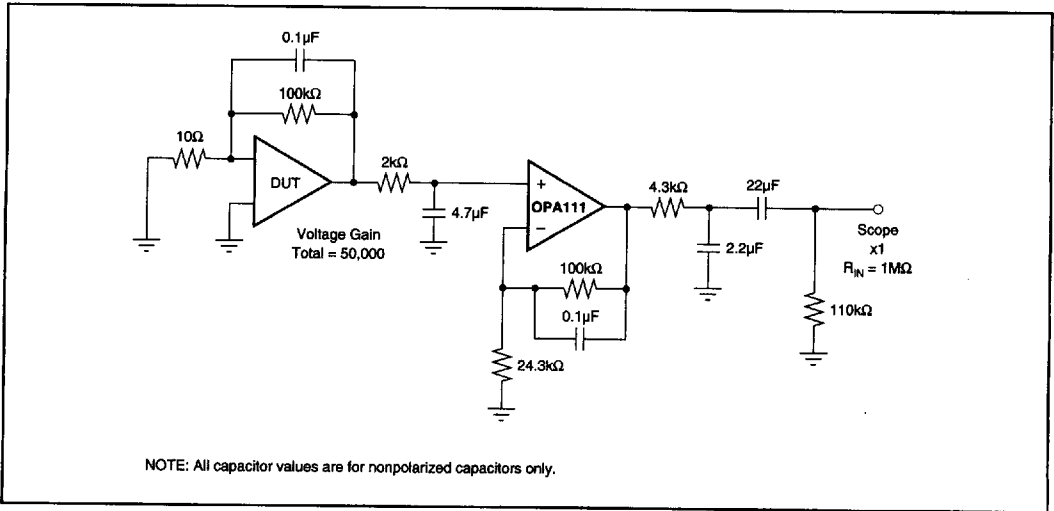 0.1µF
100kΩ
10Ω
DUT
2kΩ
4.7µF
Voltage Gain
Total = 50,000
+
OPA111
−
4.3kΩ
22µF
2.2µF
Scope
x1
R_IN = 1MΩ
100kΩ
0.1µF
110kΩ
24.3kΩ
NOTE: All capacitor values are for nonpolarized capacitors only.